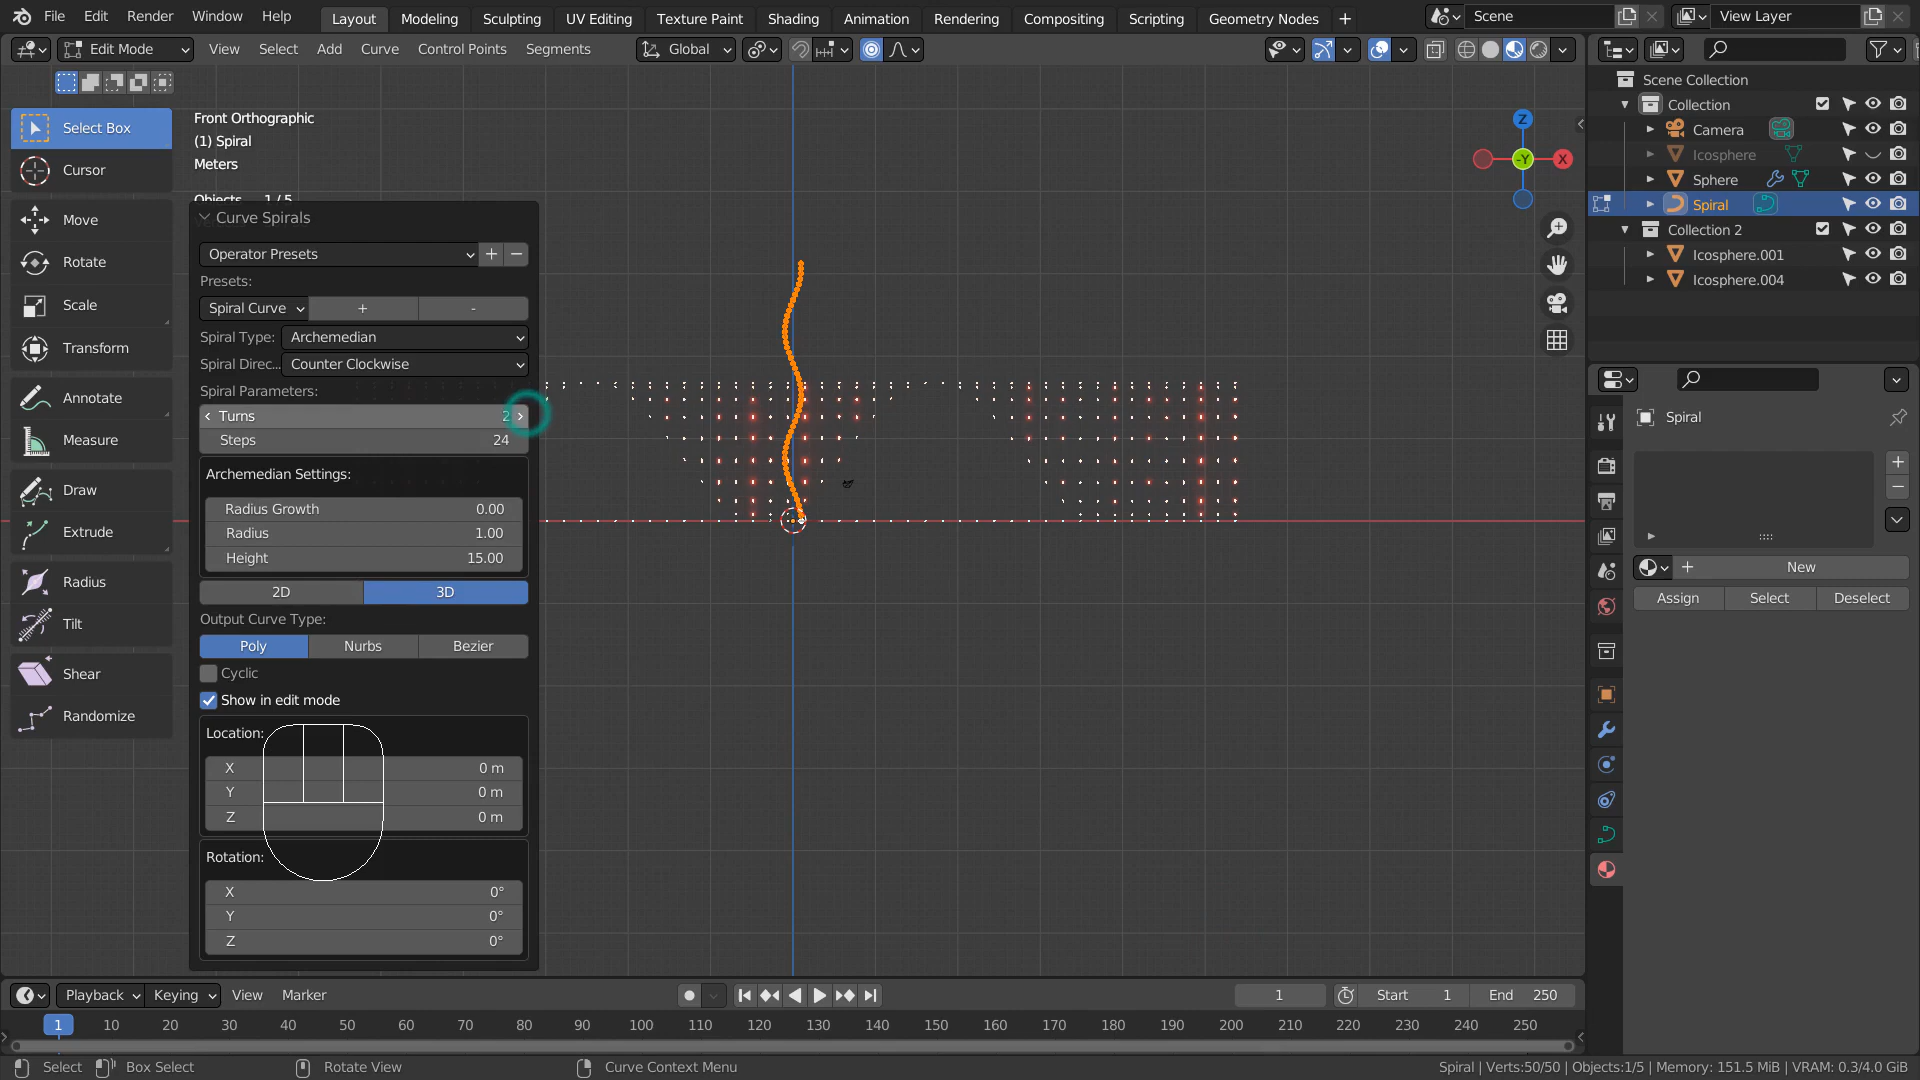 File Edit Render Window Help Layout Modeling Sculpting UV Editing Texture Paint Shading Animation Rendering Compositing Scripting Geometry Nodes Scene View Layer
Edit Mode View Select Add Curve Control Points Segments Global
Scene Collection
Collection
Camera
Icosphere
Sphere
Spiral
Collection 2
Icosphere.001
Icosphere.004
Select Box
Cursor
Move
Rotate
Scale
Transform
Annotate
Measure
Draw
Extrude
Radius
Tilt
Shear
Randomize
Front Orthographic
(1) Spiral
Meters
Objects 1/5
Curve Spirals
Operator Presets
Presets:
Spiral Curve + -
Spiral Type: Archemedian
Spiral Direc... Counter Clockwise
Spiral Parameters:
Turns 2
Steps 24
Archemedian Settings:
Radius Growth 0.00
Radius 1.00
Height 15.00
2D 3D
Output Curve Type:
Poly Nurbs Bezier
Cyclic
Show in edit mode
Location:
X 0 m
Y 0 m
Z 0 m
Rotation:
X 0°
Y 0°
Z 0°
Z
-Y X
Spiral
New
Assign Select Deselect
Playback Keying View Marker 1 Start 1 End 250
1 10 20 30 40 50 60 70 80 90 100 110 120 130 140 150 160 170 180 190 200 210 220 230 240 250
Select Box Select Rotate View Curve Context Menu Spiral | Verts:50/50 | Objects:1/5 | Memory: 151.5 MiB | VRAM: 0.3/4.0 GiB